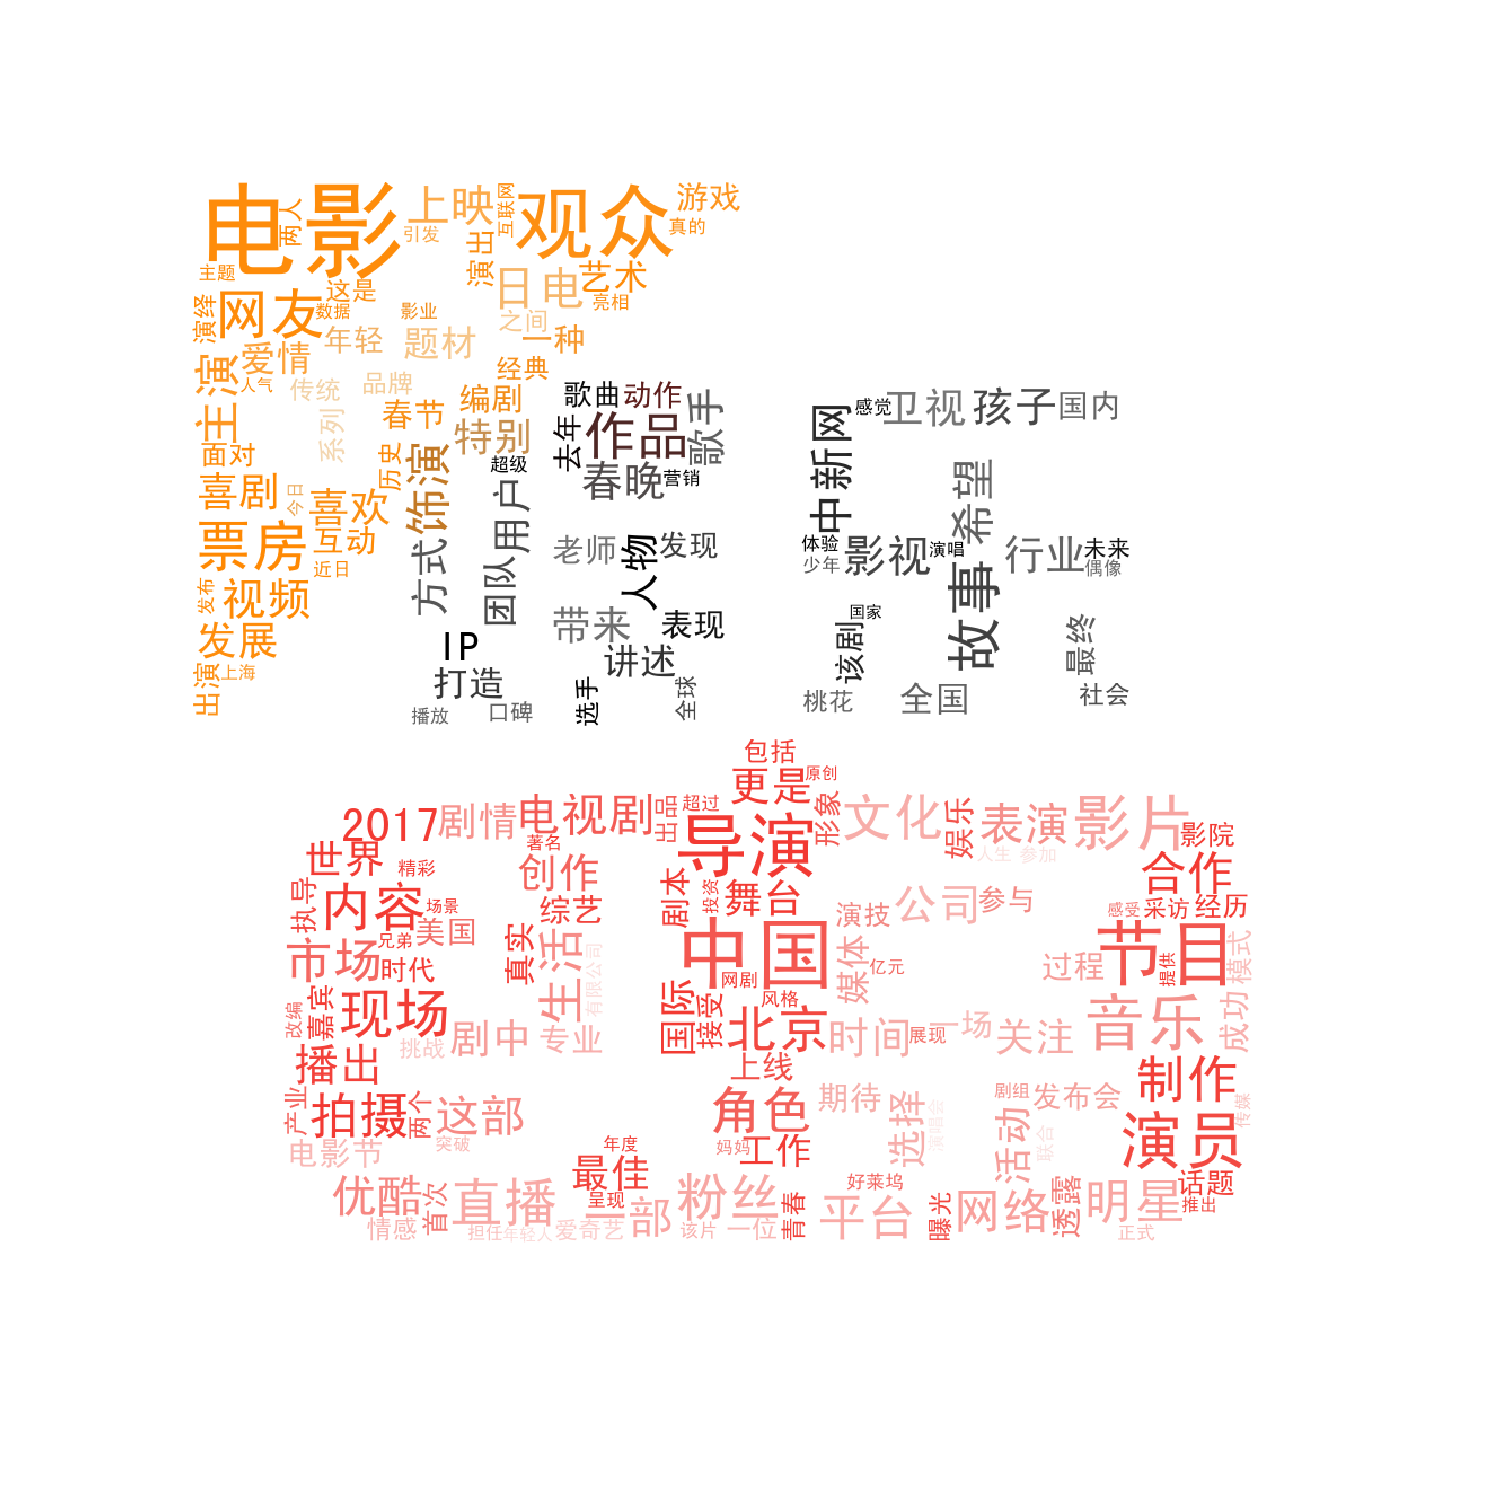 电影
两人
上映
引发
互联网
演出
观众
游戏
真的
主题
演绎
网友
这是
数据
影业
日电
艺术
亮相
之间
一种
年轻
题材
爱情
人气
主演
传统
品牌
经典
系列
春节
编剧
特别
面对
历史
喜剧
今日
喜欢
饰演
超级
票房
互动
近日
发布
视频
发展
出演
上海
方式
团队
用户
IP
打造
播放
口碑
歌曲
动作
去年
作品
歌手
春晚
营销
老师
人物
发现
带来
表现
讲述
选手
全球
感觉
卫视
孩子
国内
中新网
希望
体验
少年
影视
演唱
行业
未来
偶像
故事
国家
该剧
最终
桃花
全国
社会
包括
更是
原创
2017
剧情
电视剧
出品
超过
导演
形象
文化
娱乐
表演
影片
影院
人生
参加
著名
世界
精彩
创作
合作
执导
内容
场景
综艺
剧本
投资
舞台
演技
公司
参与
感受
采访
经历
市场
兄弟
美国
时代
真实
生活
有限公司
中国
网剧
媒体
亿元
过程
节目
提供
模式
改编
嘉宾
现场
国际
接受
风格
北京
时间
展现
一场
关注
音乐
成功
挑战
剧中
专业
播出
上线
产业
拍摄
两个
这部
突破
角色
期待
选择
演唱会
剧组
发布会
制作
传媒
活动
联合
演员
电影节
年度
妈妈
工作
最佳
呈现
好莱坞
话题
推出
优酷
首次
直播
一部
粉丝
青春
平台
曝光
网络
透露
明星
情感
担任
年轻人
爱奇艺
该片
一位
正式